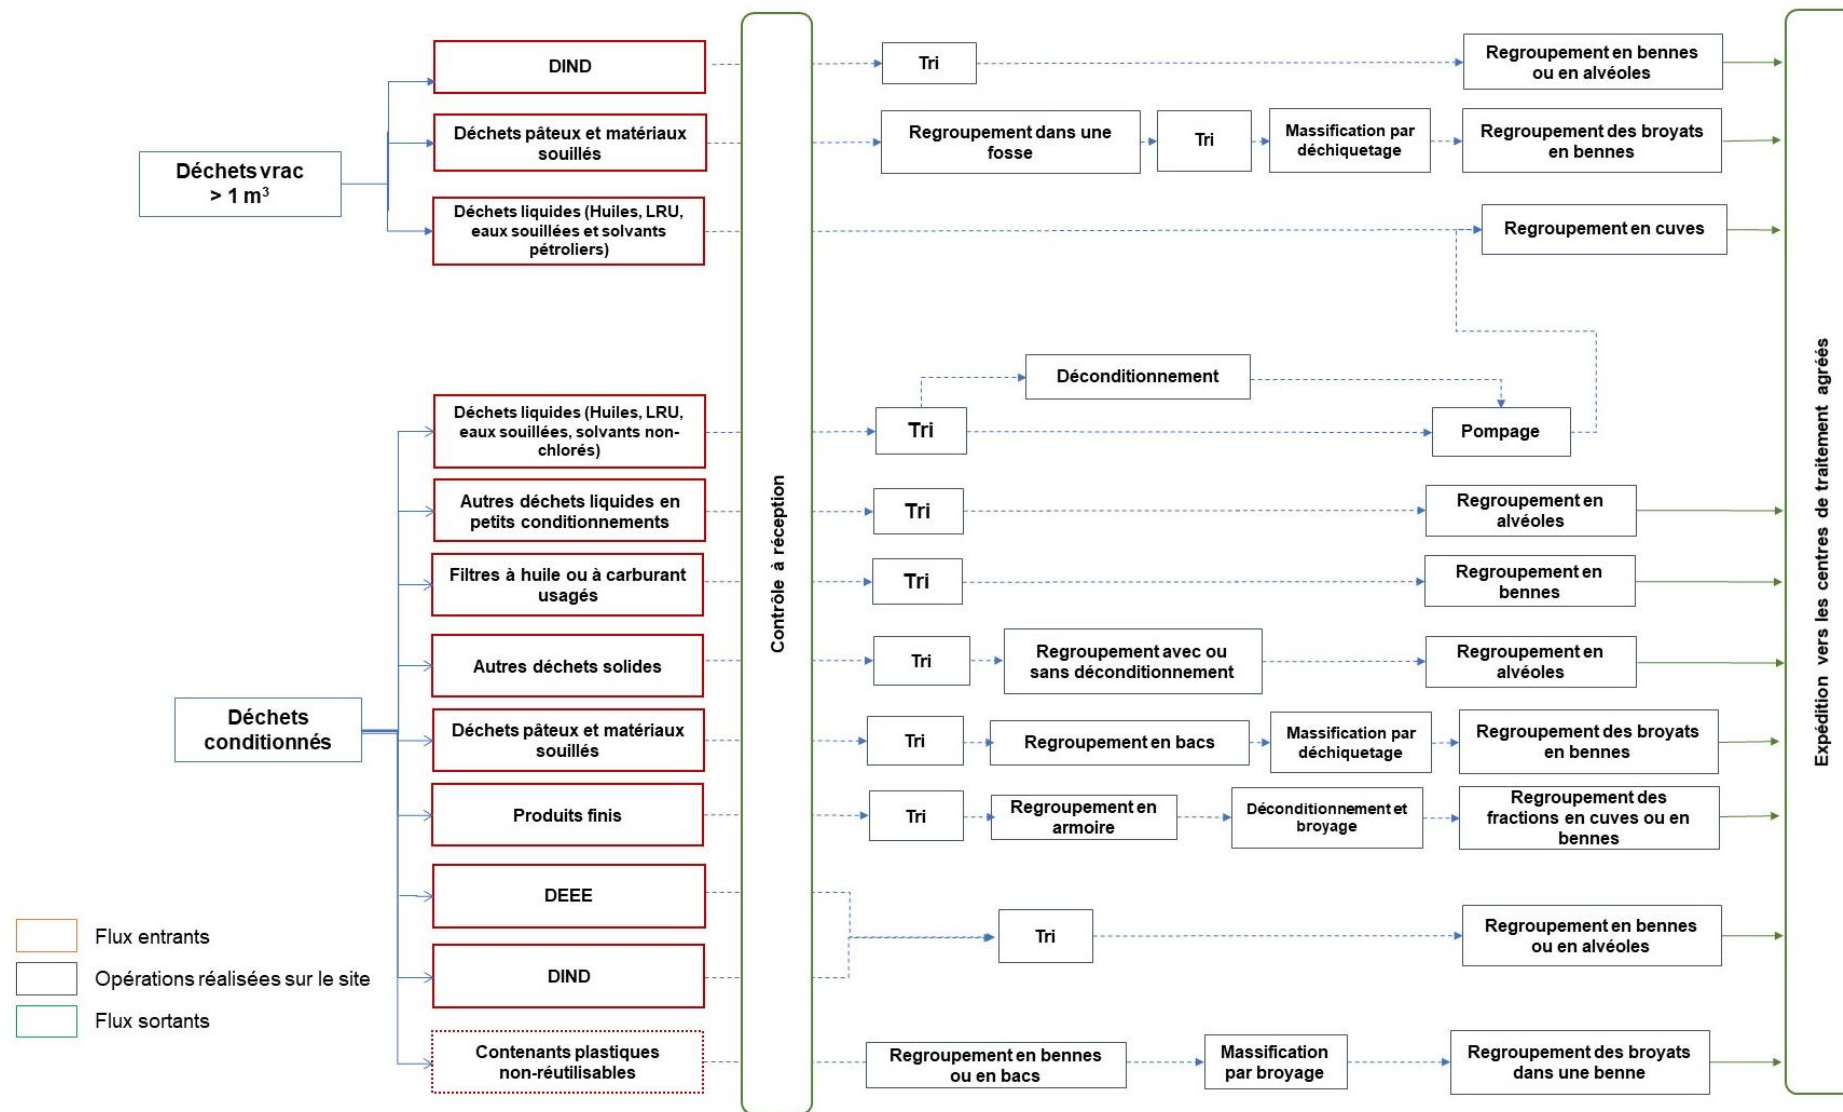 DIND
Tri
Regroupement en bennes
ou en alvéoles
Déchets vrac
> 1 m³
Déchets pâteux et matériaux
souillés
Regroupement dans une
fosse
Tri
Massification par
déchiquetage
Regroupement des broyats
en bennes
Déchets liquides (Huiles, LRU,
eaux souillées et solvants
pétroliers)
Regroupement en cuves
Contrôle à réception
Expédition vers les centres de traitement agréés
Déchets
conditionnés
Déchets liquides (Huiles, LRU,
eaux souillées, solvants non-
chlorés)
Tri
Déconditionnement
Pompage
Autres déchets liquides en
petits conditionnements
Tri
Regroupement en
alvéoles
Filtres à huile ou à carburant
usagés
Tri
Regroupement en
bennes
Autres déchets solides
Tri
Regroupement avec ou
sans déconditionnement
Regroupement en
alvéoles
Déchets pâteux et matériaux
souillés
Tri
Regroupement en bacs
Massification par
déchiquetage
Regroupement des broyats
en bennes
Produits finis
Tri
Regroupement en
armoire
Déconditionnement et
broyage
Regroupement des
fractions en cuves ou en
bennes
DEEE
DIND
Tri
Regroupement en bennes
ou en alvéoles
Contenants plastiques
non-réutilisables
Regroupement en bennes
ou en bacs
Massification
par broyage
Regroupement des broyats
dans une benne
Flux entrants
Opérations réalisées sur le site
Flux sortants